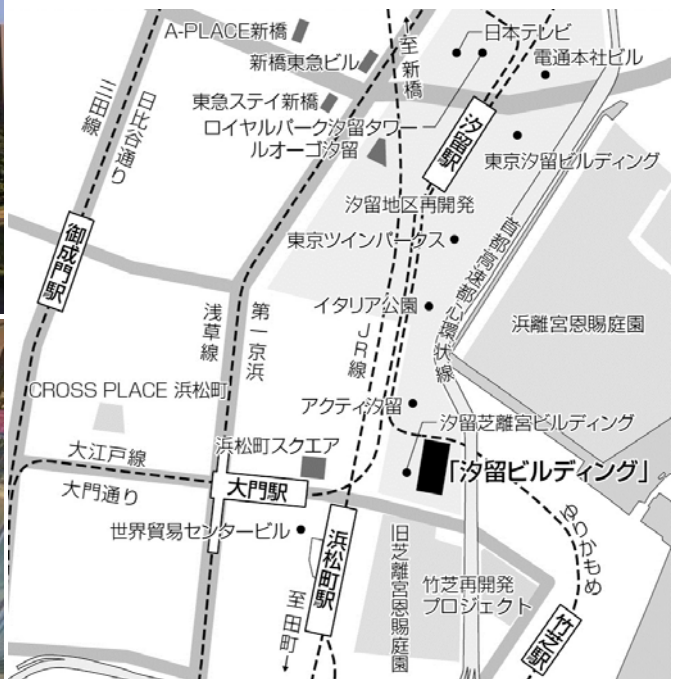 A-PLACE新橋
至新橋
日本テレビ
新橋東急ビル
電通本社ビル
三田線
日比谷通り
東急ステイ新橋
ロイヤルパーク汐留タワー
汐留駅
ルオーゴ汐留
東京汐留ビルディング
汐留地区再開発
御成門駅
東京ツインパークス
首都高速都心環状線
浅草線
第一京浜
イタリア公園
JR線
浜離宮恩賜庭園
CROSS PLACE 浜松町
アクティ汐留
汐留芝離宮ビルディング
大江戸線
浜松町スクエア
「汐留ビルディング」
大門通り
大門駅
ゆりかもめ
世界貿易センタービル
浜松町駅
旧芝離宮恩賜庭園
竹芝再開発
プロジェクト
至田町
竹芝駅